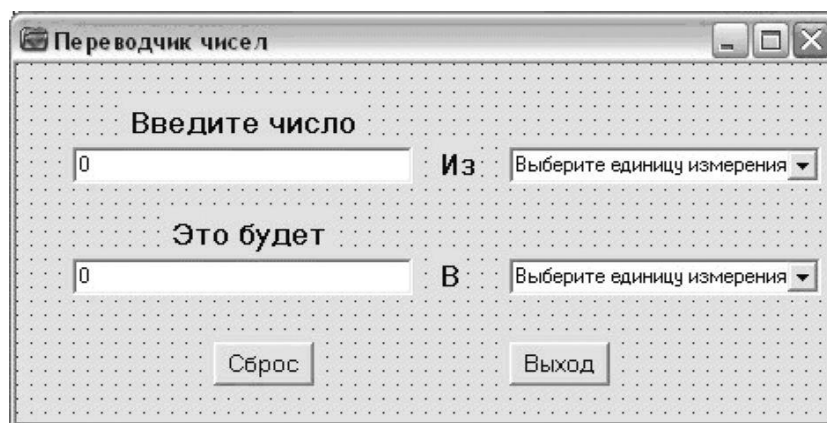 Переводчик чисел
Введите число
0
Из
Выберите единицу измерения
Это будет
0
В
Выберите единицу измерения
Сброс
Выход